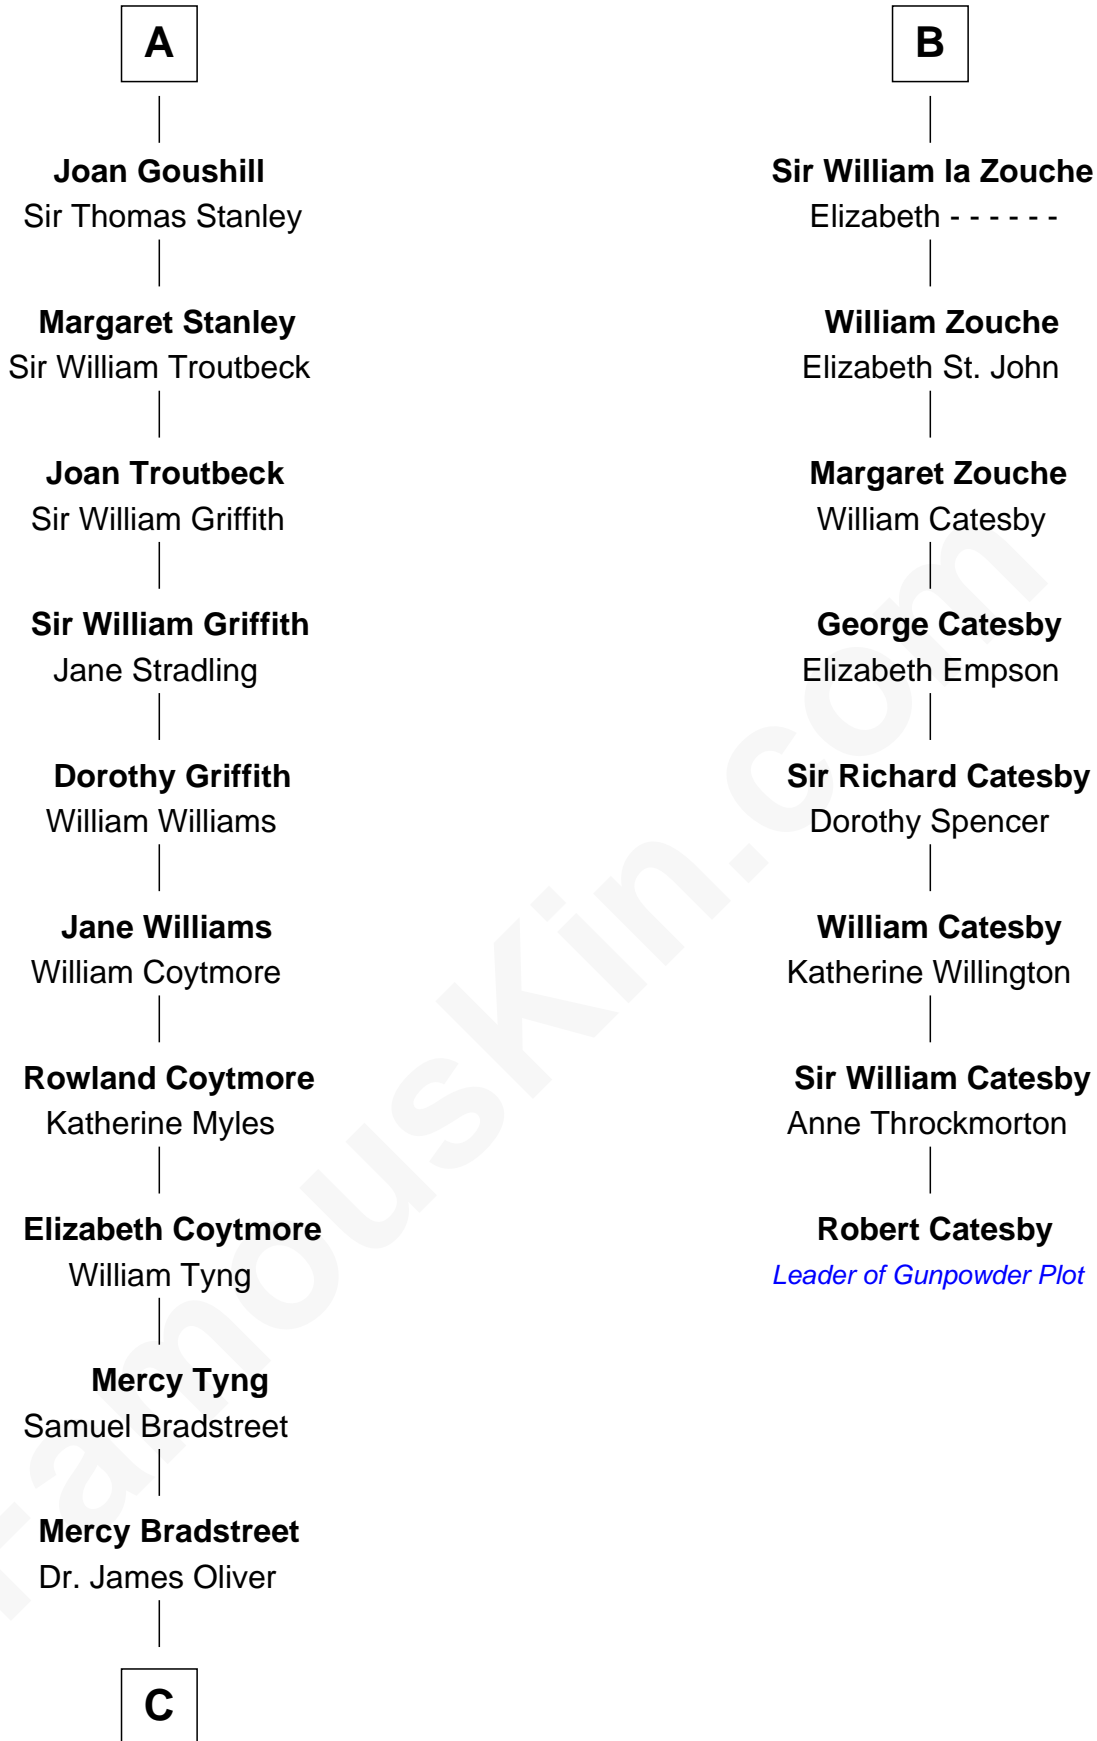 A
Joan Goushill
Sir Thomas Stanley
Margaret Stanley
Sir William Troutbeck
Joan Troutbeck
Sir William Griffith
Sir William Griffith
Jane Stradling
Dorothy Griffith
William Williams
Jane Williams
William Coytmore
Rowland Coytmore
Katherine Myles
Elizabeth Coytmore
William Tyng
Mercy Tyng
Samuel Bradstreet
Mercy Bradstreet
Dr. James Oliver
C
B
Sir William la Zouche
Elizabeth - - - - - -
William Zouche
Elizabeth St. John
Margaret Zouche
William Catesby
George Catesby
Elizabeth Empson
Sir Richard Catesby
Dorothy Spencer
William Catesby
Katherine Willington
Sir William Catesby
Anne Throckmorton
Robert Catesby
Leader of Gunpowder Plot
FamousKin.com